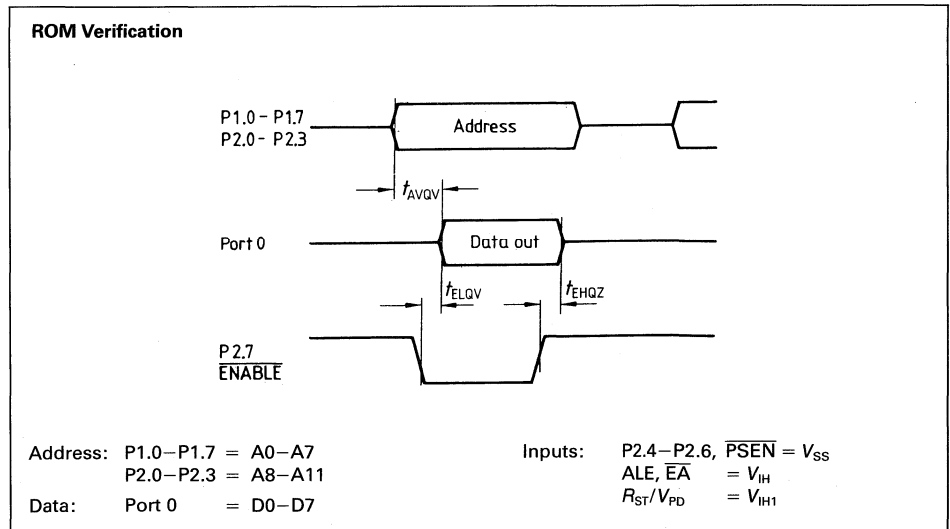 ROM Verification
P1.0 - P1.7
P2.0 - P2.3
Address
tAVQV
Port 0
Data out
tELQV
tEHQZ
P 2.7
ENABLE
Address: P1.0–P1.7 = A0–A7
P2.0–P2.3 = A8–A11
Data: Port 0 = D0–D7
Inputs: P2.4–P2.6, PSEN = VSS
ALE, EA = VIH
RST/VPD = VIH1